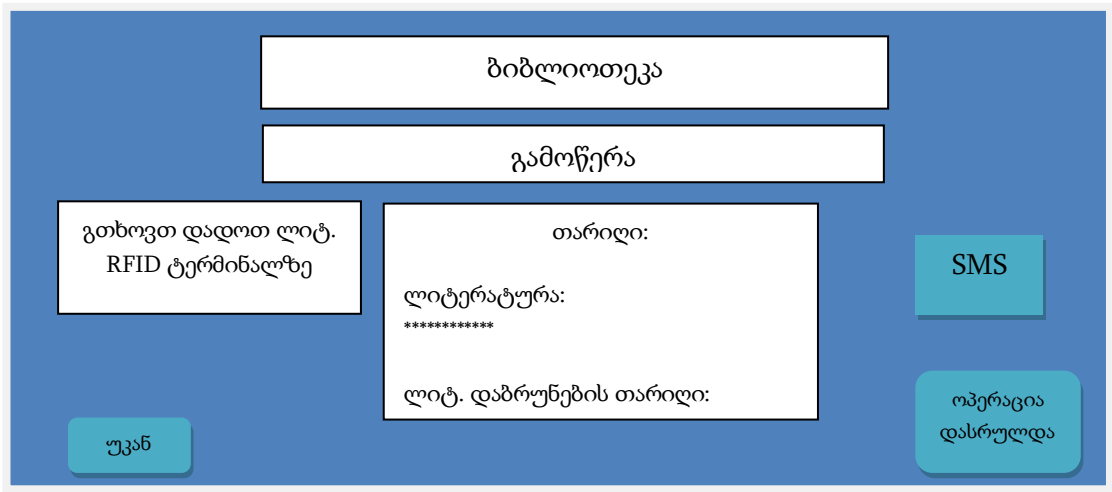 ბიბლიოთეკა
გამოწერა
გთხოვთ დადოთ ლიტ.
RFID ტერმინალზე
თარიღი:
ლიტერატურა:
************
ლიტ. დაბრუნების თარიღი:
SMS
ოპერაცია
დასრულდა
უკან